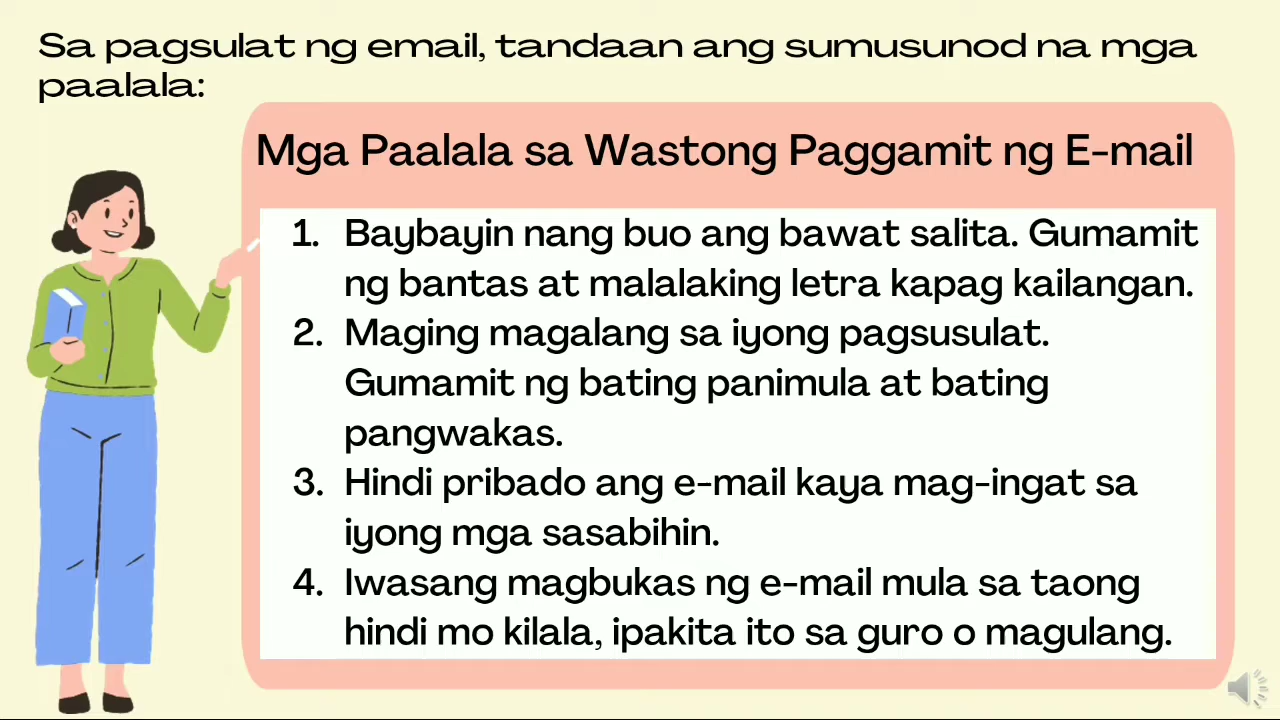 Sa pagsulat ng email, tandaan ang sumusunod na mga
paalala:
Mga Paalala sa Wastong Paggamit ng E-mail
1. Baybayin nang buo ang bawat salita. Gumamit
ng bantas at malalaking letra kapag kailangan.
2. Maging magalang sa iyong pagsusulat.
Gumamit ng bating panimula at bating
pangwakas.
3. Hindi pribado ang e-mail kaya mag-ingat sa
iyong mga sasabihin.
4. Iwasang magbukas ng e-mail mula sa taong
hindi mo kilala, ipakita ito sa guro o magulang.